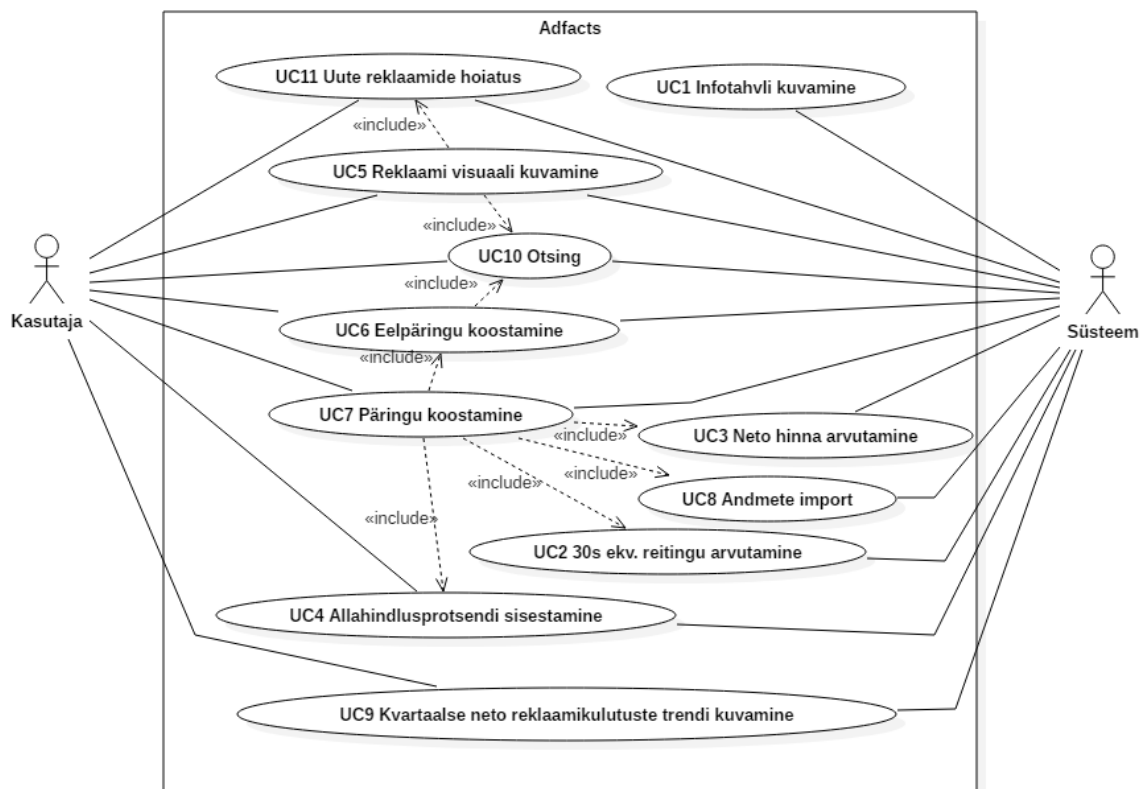 Adfacts
UC11 Uute reklaamide hoiatus
UC1 Infotahvli kuvamine
«include»
UC5 Reklaami visuaali kuvamine
«include»
UC10 Otsing
«include»
Kasutaja
UC6 Eelpäringu koostamine
Süsteem
«include»
UC7 Päringu koostamine
UC3 Neto hinna arvutamine
«include»
«include»
«include»
UC8 Andmete import
«include»
UC2 30s ekv. reitingu arvutamine
UC4 Allahindlusprotsendi sisestamine
UC9 Kvartaalse neto reklaamikulutuste trendi kuvamine